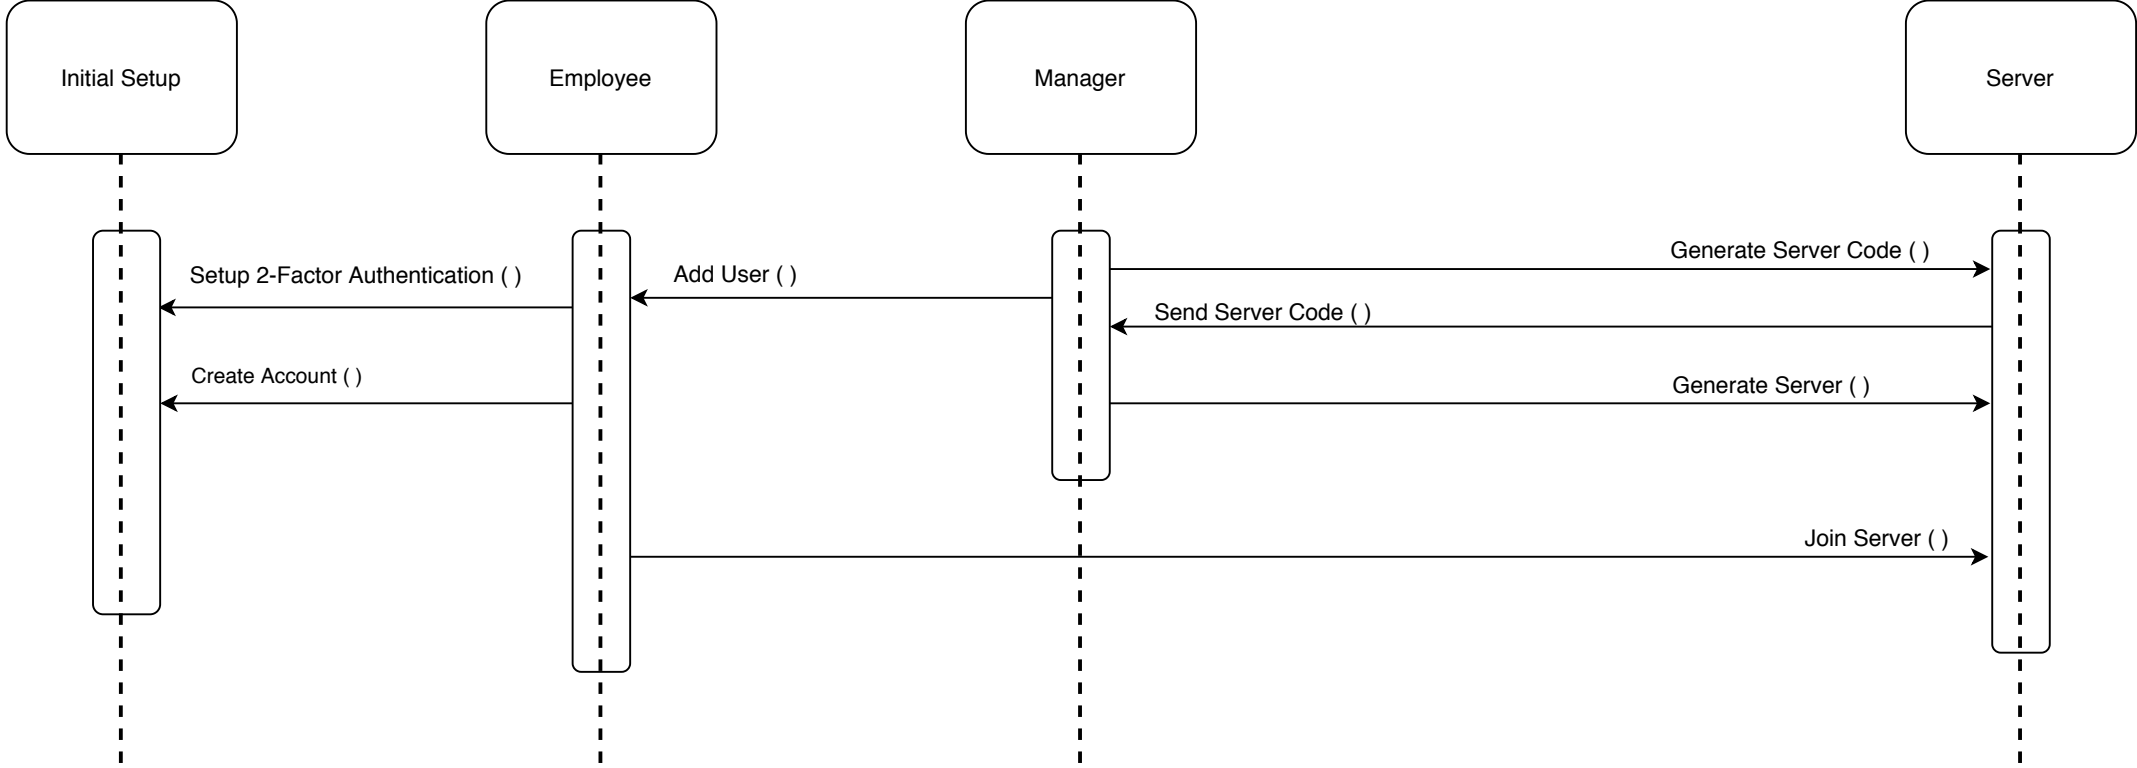 Initial Setup
Employee
Manager
Server
Generate Server Code ( )
Setup 2-Factor Authentication ( )
Add User ( )
Send Server Code ( )
Create Account ( )
Generate Server ( )
Join Server ( )